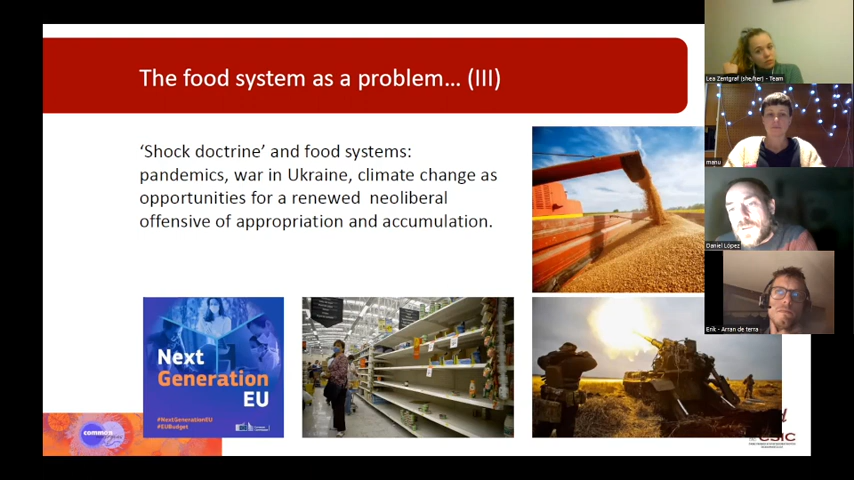 The food system as a problem... (III)
'Shock doctrine' and food systems:
pandemics, war in Ukraine, climate change as
opportunities for a renewed neoliberal
offensive of appropriation and accumulation.
Next
Generation
EU
#NextGenerationEU
#EUBudget
common
CSIC
Lea Zentgraf (she/her) - Team
manu
Daniel López
Erik - Arran de terra